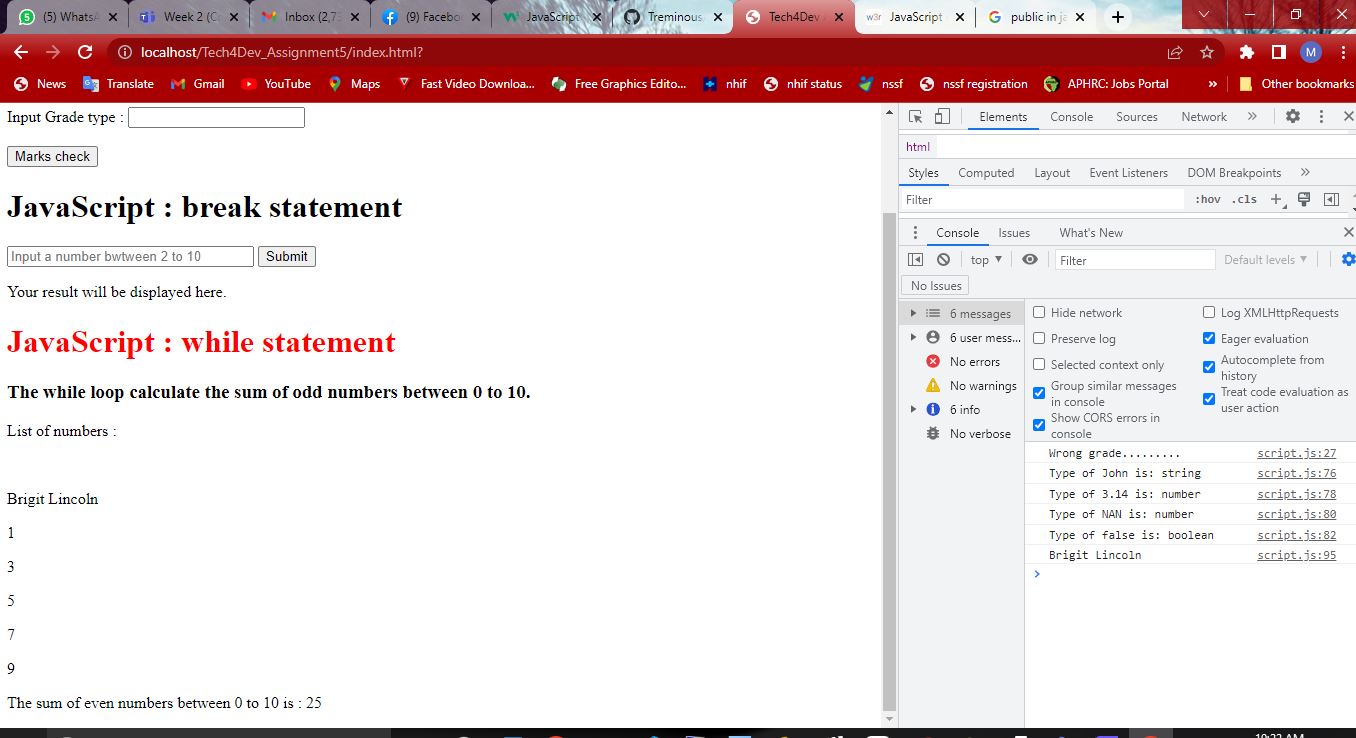 (5) WhatsA
Week 2 (C
Inbox (2,73
(9) Facebo
JavaScript
Treminous
Tech4Dev
JavaScript
public in ja
localhost/Tech4Dev_Assignment5/index.html?
M
News Translate Gmail YouTube Maps Fast Video Downloa... Free Graphics Edito... nhif nhif status nssf nssf registration APHRC: Jobs Portal » Other bookmarks
Input Grade type :
Marks check
JavaScript : break statement
Input a number bwtween 2 to 10 Submit
Your result will be displayed here.
JavaScript : while statement
The while loop calculate the sum of odd numbers between 0 to 10.
List of numbers :
Brigit Lincoln
1
3
5
7
9
The sum of even numbers between 0 to 10 is : 25
Elements Console Sources Network »
html
Styles Computed Layout Event Listeners DOM Breakpoints »
Filter :hov .cls
Console Issues What's New
top Filter Default levels
No Issues
6 messages
6 user mess...
No errors
No warnings
6 info
No verbose
Hide network
Preserve log
Selected context only
Group similar messages
in console
Show CORS errors in
console
Log XMLHttpRequests
Eager evaluation
Autocomplete from
history
Treat code evaluation as
user action
Wrong grade......... script.js:27
Type of John is: string script.js:76
Type of 3.14 is: number script.js:78
Type of NAN is: number script.js:80
Type of false is: boolean script.js:82
Brigit Lincoln script.js:95